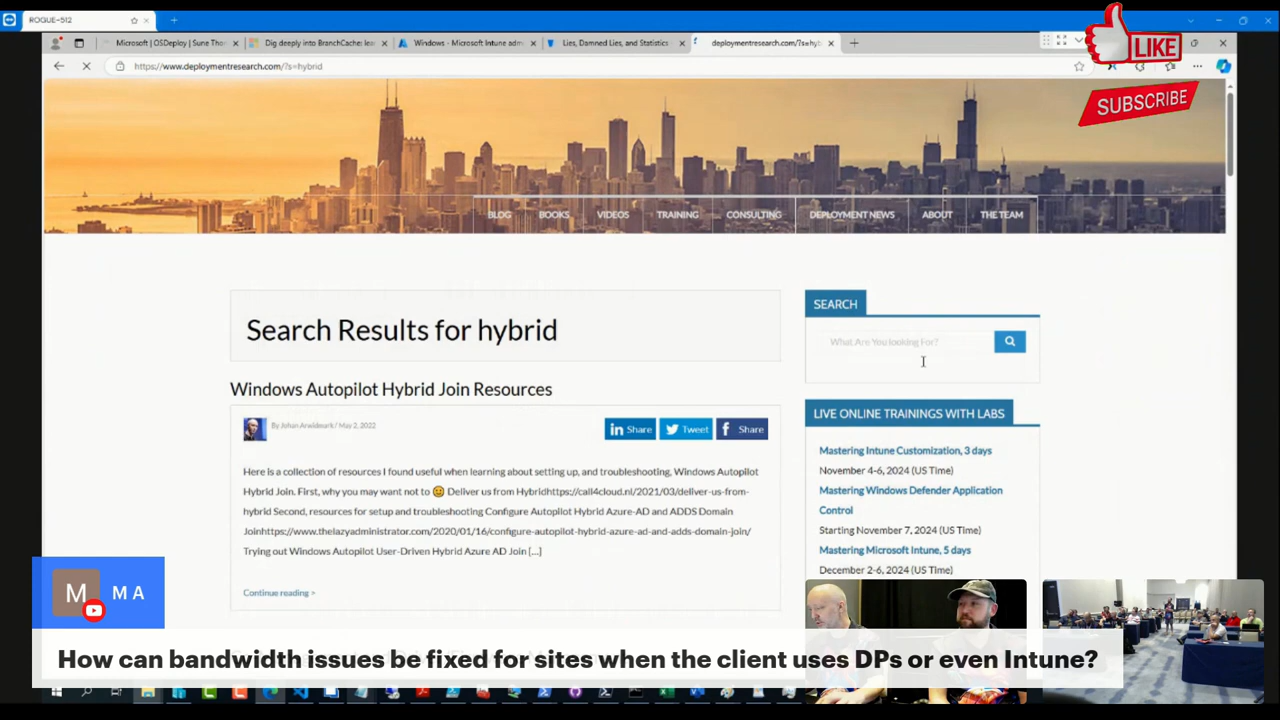 ROGUE-512
Microsoft | OSDeploy | Sune Tho
Dig deeply into BranchCache: lea
Windows - Microsoft Intune adm
Lies, Damned Lies, and Statistics
deploymentresearch.com/?s=hyb
LIKE
https://www.deploymentresearch.com/?s=hybrid
SUBSCRIBE
BLOG BOOKS VIDEOS TRAINING CONSULTING DEPLOYMENT NEWS ABOUT THE TEAM
Search Results for hybrid
SEARCH
What Are You looking For?
Windows Autopilot Hybrid Join Resources
By Johan Arwidmark / May 2, 2022
in Share
Tweet
f Share
Here is a collection of resources I found useful when learning about setting up, and troubleshooting, Windows Autopilot
Hybrid Join. First, why you may want not to 🙂 Deliver us from Hybridhttps://call4cloud.nl/2021/03/deliver-us-from-
hybrid Second, resources for setup and troubleshooting Configure Autopilot Hybrid Azure-AD and ADDS Domain
Joinhttps://www.thelazyadministrator.com/2020/01/16/configure-autopilot-hybrid-azure-ad-and-adds-domain-join/
Trying out Windows Autopilot User-Driven Hybrid Azure AD Join [...]
Continue reading >
LIVE ONLINE TRAININGS WITH LABS
Mastering Intune Customization, 3 days
November 4-6, 2024 (US Time)
Mastering Windows Defender Application
Control
Starting November 7, 2024 (US Time)
Mastering Microsoft Intune, 5 days
December 2-6, 2024 (US Time)
M
M A
How can bandwidth issues be fixed for sites when the client uses DPs or even Intune?